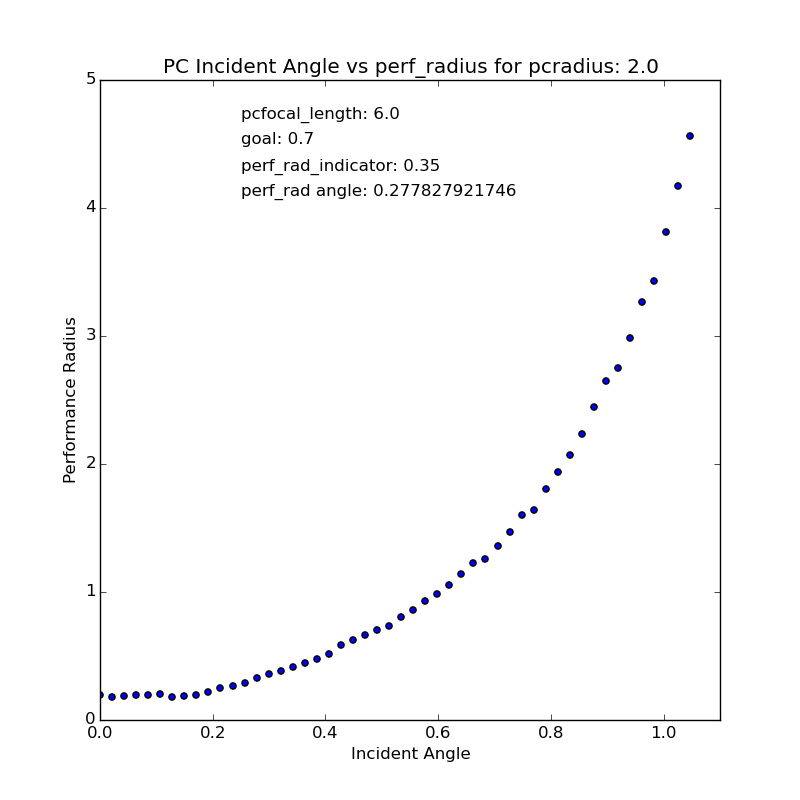 PC Incident Angle vs perf_radius for pcradius: 2.0
5
pcfocal_length: 6.0
goal: 0.7
perf_rad_indicator: 0.35
perf_rad angle: 0.277827921746
4
3
Performance Radius
2
1
0
0.0 0.2 0.4 0.6 0.8 1.0
Incident Angle